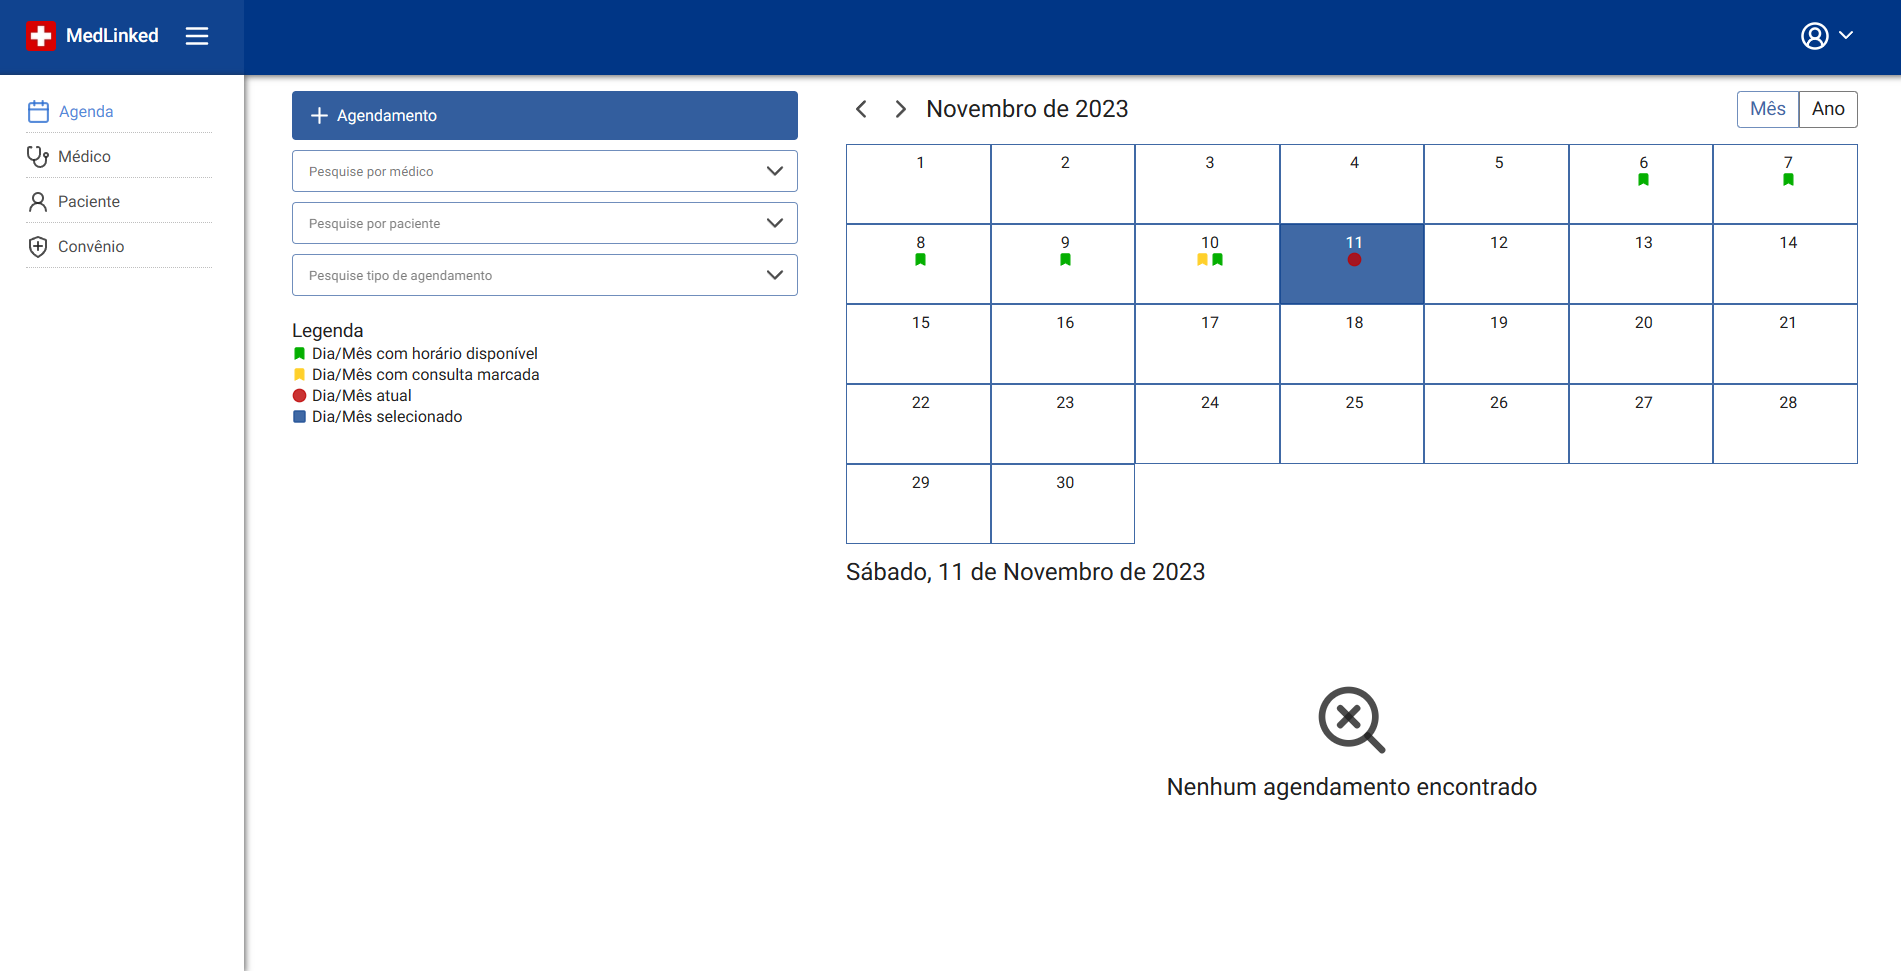 MedLinked
Agenda
Médico
Paciente
Convênio
Agendamento
Pesquise por médico
Pesquise por paciente
Pesquise tipo de agendamento
Legenda
Dia/Mês com horário disponível
Dia/Mês com consulta marcada
Dia/Mês atual
Dia/Mês selecionado
Novembro de 2023
Mês Ano
1 2 3 4 5 6 7
8 9 10 11 12 13 14
15 16 17 18 19 20 21
22 23 24 25 26 27 28
29 30
Sábado, 11 de Novembro de 2023
Nenhum agendamento encontrado